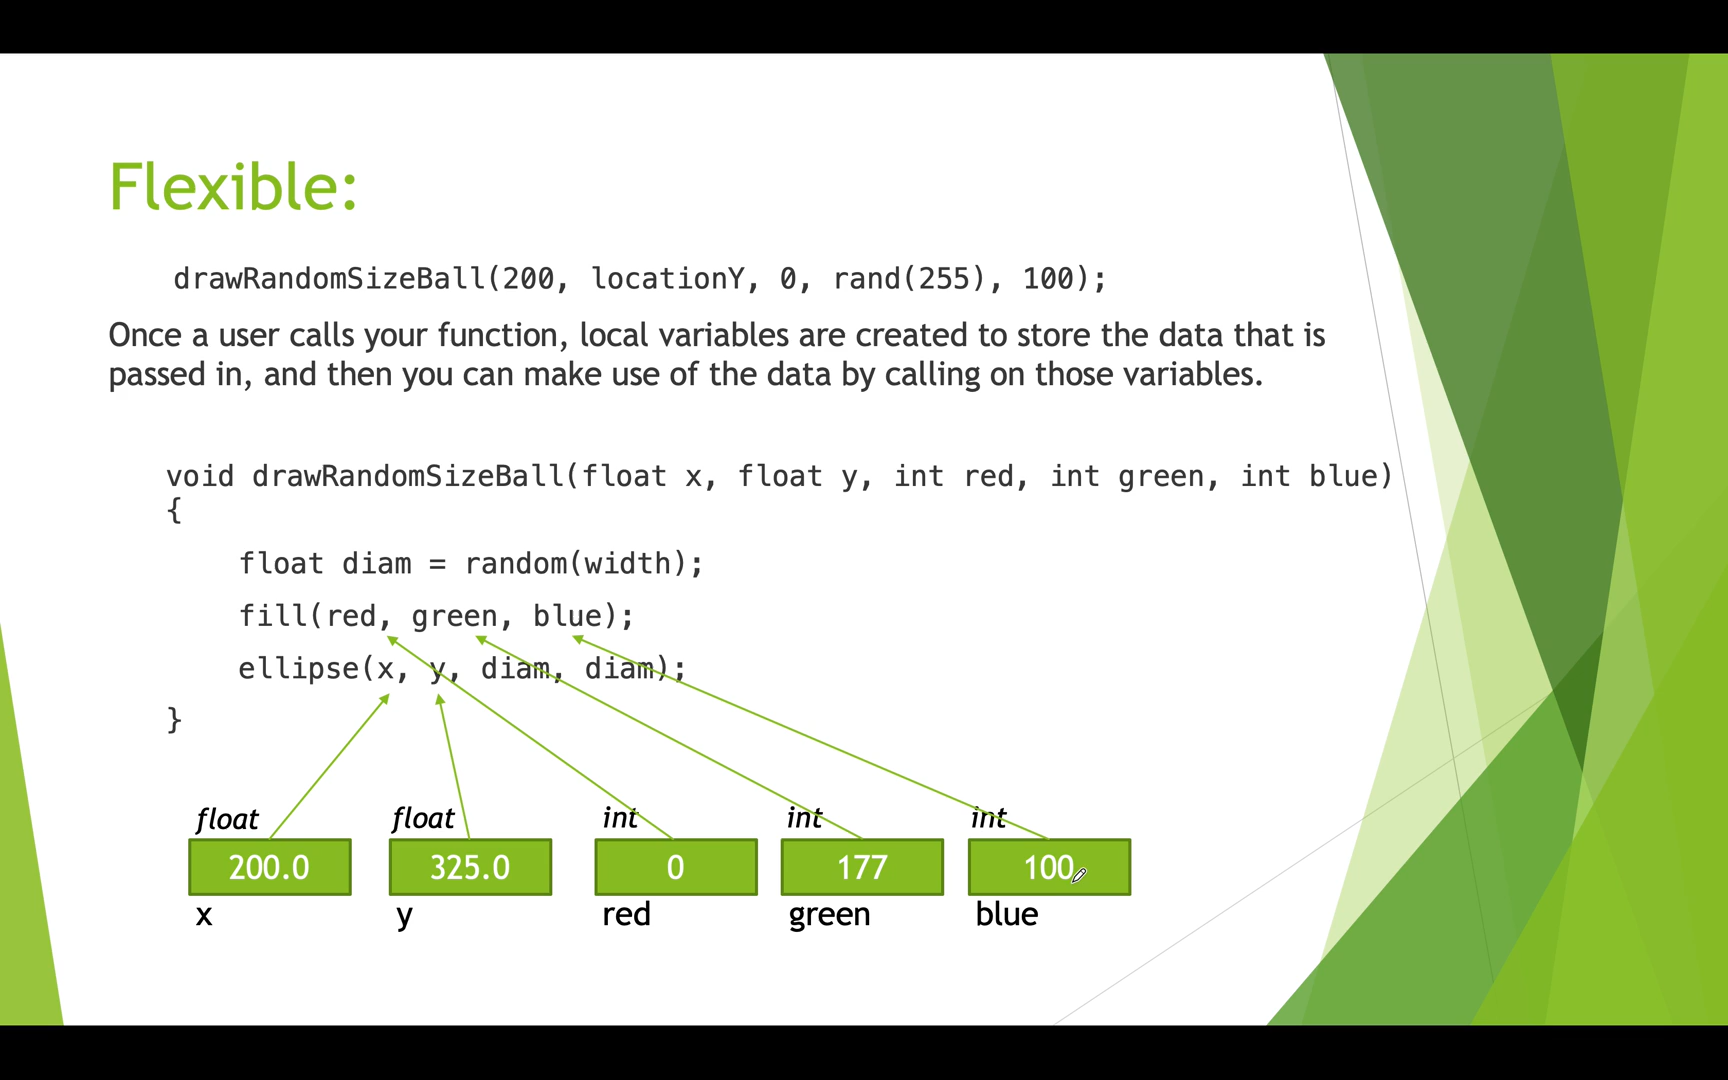 Flexible:
drawRandomSizeBall(200, locationY, 0, rand(255), 100);
Once a user calls your function, local variables are created to store the data that is
passed in, and then you can make use of the data by calling on those variables.
void drawRandomSizeBall(float x, float y, int red, int green, int blue)
{
float diam = random(width);
fill(red, green, blue);
ellipse(x, y, diam, diam);
}
float float int int int
200.0 325.0 0 177 100
x y red green blue